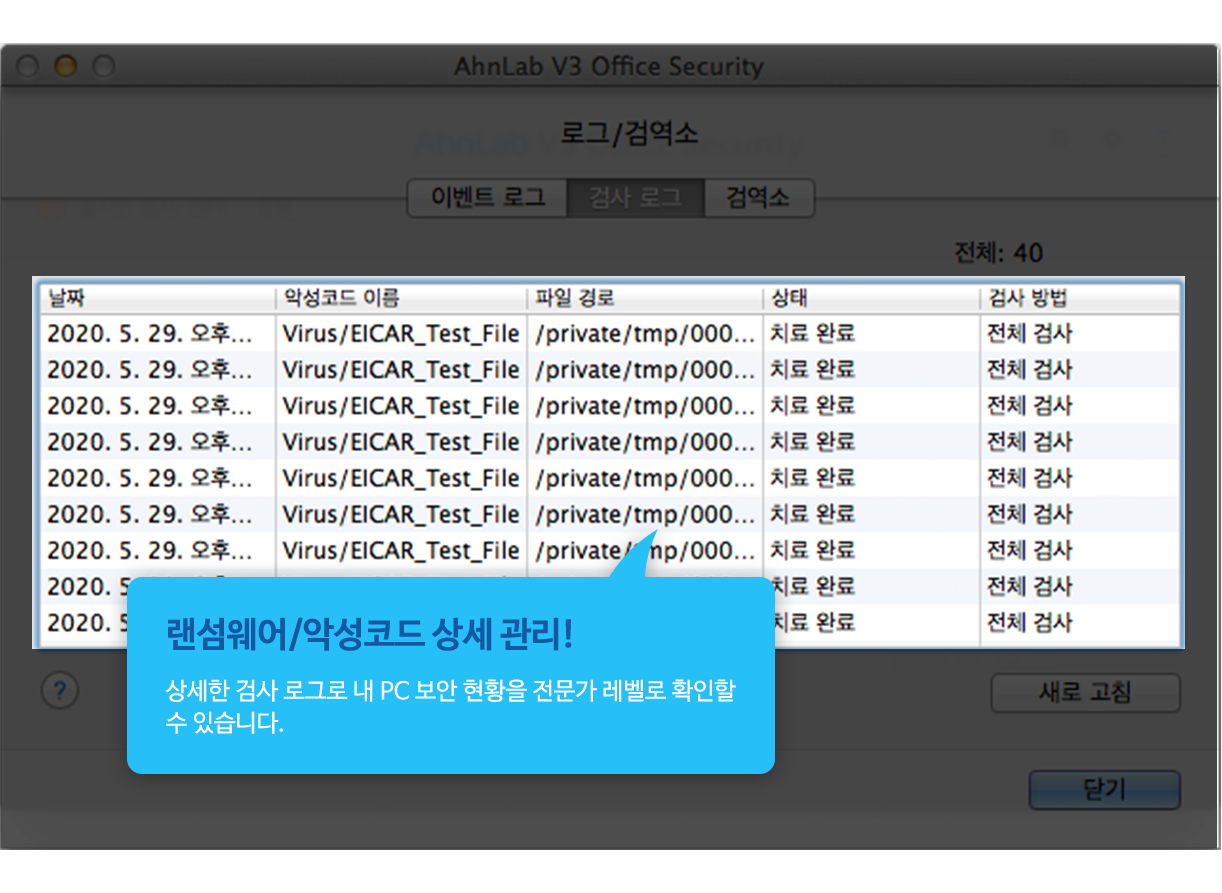 AhnLab V3 Office Security
로그/검역소
이벤트 로그 검사 로그 검역소
전체: 40
날짜 악성코드 이름 파일 경로 상태 검사 방법
2020. 5. 29. 오후... Virus/EICAR_Test_File /private/tmp/000... 치료 완료 전체 검사
2020. 5. 29. 오후... Virus/EICAR_Test_File /private/tmp/000... 치료 완료 전체 검사
2020. 5. 29. 오후... Virus/EICAR_Test_File /private/tmp/000... 치료 완료 전체 검사
2020. 5. 29. 오후... Virus/EICAR_Test_File /private/tmp/000... 치료 완료 전체 검사
2020. 5. 29. 오후... Virus/EICAR_Test_File /private/tmp/000... 치료 완료 전체 검사
2020. 5. 29. 오후... Virus/EICAR_Test_File /private/tmp/000... 치료 완료 전체 검사
2020. 5. 29. 오후... Virus/EICAR_Test_File /private/tmp/000... 치료 완료 전체 검사
2020. 5 치료 완료 전체 검사
2020. 5 치료 완료 전체 검사
랜섬웨어/악성코드 상세 관리!
상세한 검사 로그로 내 PC 보안 현황을 전문가 레벨로 확인할
수 있습니다.
? 새로 고침
닫기